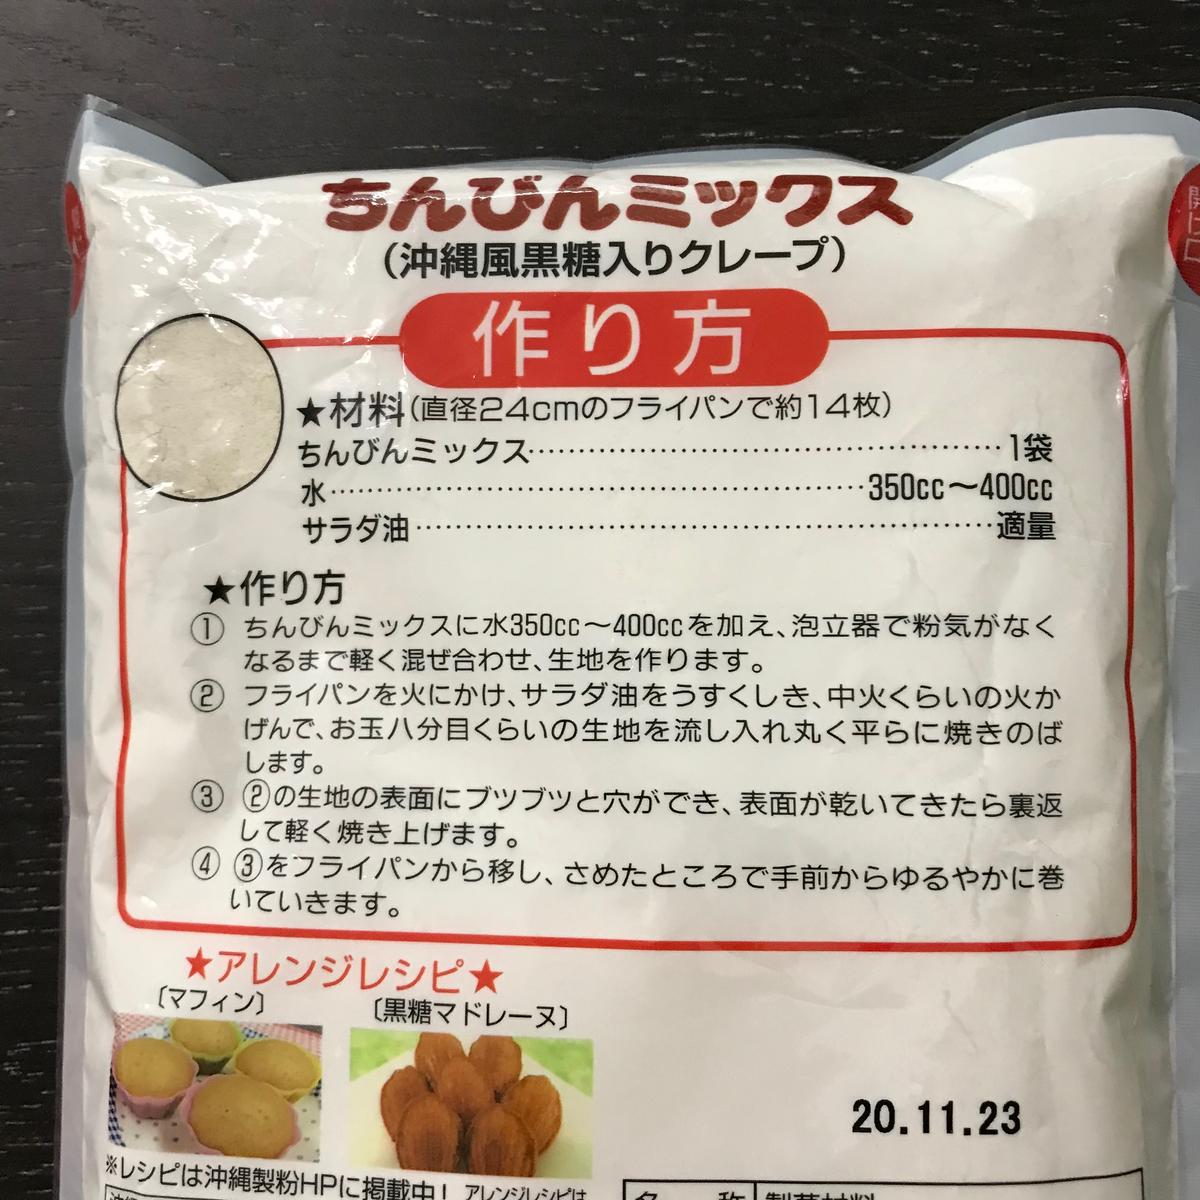 ちんびんミックス
(沖縄風黒糖入りクレープ)
作り方
★材料(直径24cmのフライパンで約14枚)
ちんびんミックス……………………………………1袋
水……………………………………350cc～400cc
サラダ油……………………………………適量
★作り方
① ちんびんミックスに水350cc～400ccを加え、泡立器で粉気がなく
なるまで軽く混ぜ合わせ、生地を作ります。
② フライパンを火にかけ、サラダ油をうすくしき、中火くらいの火か
げんで、お玉八分目くらいの生地を流し入れ丸く平らに焼きのば
します。
③ ②の生地の表面にブツブツと穴ができ、表面が乾いてきたら裏返
して軽く焼き上げます。
④ ③をフライパンから移し、さめたところで手前からゆるやかに巻
いていきます。
★アレンジレシピ★
〔マフィン〕 〔黒糖マドレーヌ〕
20.11.23
※レシピは沖縄製粉HPに掲載中! アレンジレシピは
名 称 製菓材料